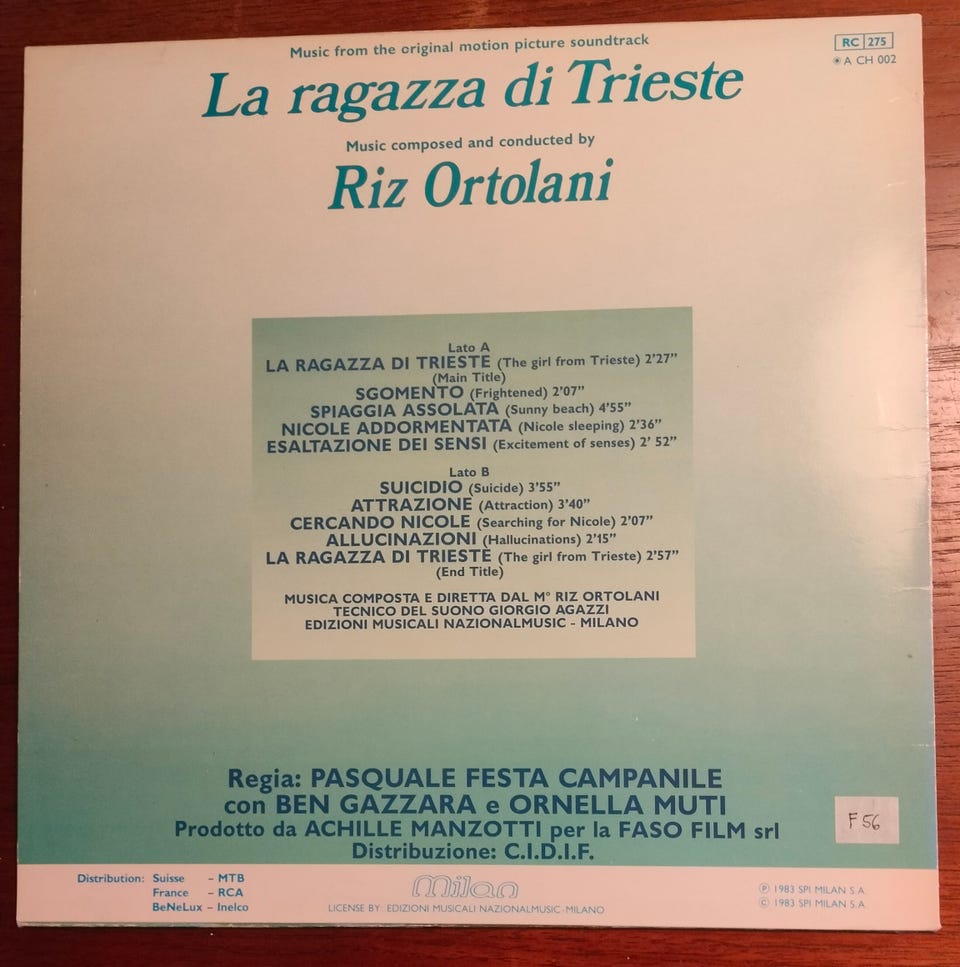 Music from the original motion picture soundtrack
RC 275
A CH 002
La ragazza di Trieste
Music composed and conducted by
Riz Ortolani
Lato A
LA RAGAZZA DI TRIESTE (The girl from Trieste) 2'27"
(Main Title)
SGOMENTO (Frightened) 2'07"
SPIAGGIA ASSOLATA (Sunny beach) 4'55"
NICOLE ADDORMENTATA (Nicole sleeping) 2'36"
ESALTAZIONE DEI SENSI (Excitement of senses) 2' 52"
Lato B
SUICIDIO (Suicide) 3'55"
ATTRAZIONE (Attraction) 3'40"
CERCANDO NICOLE (Searching for Nicole) 2'07"
ALLUCINAZIONI (Hallucinations) 2'15"
LA RAGAZZA DI TRIESTE (The girl from Trieste) 2'57"
(End Title)
MUSICA COMPOSTA E DIRETTA DAL M° RIZ ORTOLANI
TECNICO DEL SUONO GIORGIO AGAZZI
EDIZIONI MUSICALI NAZIONALMUSIC - MILANO
Regia: PASQUALE FESTA CAMPANILE
con BEN GAZZARA e ORNELLA MUTI
Prodotto da ACHILLE MANZOTTI per la FASO FILM srl
Distribuzione: C.I.D.I.F.
F 56
Distribution: Suisse - MTB
France - RCA
BeNeLux - Inelco
Milan
LICENSE BY: EDIZIONI MUSICALI NAZIONALMUSIC - MILANO
℗ 1983 SPI MILAN S.A.
© 1983 SPI MILAN S.A.